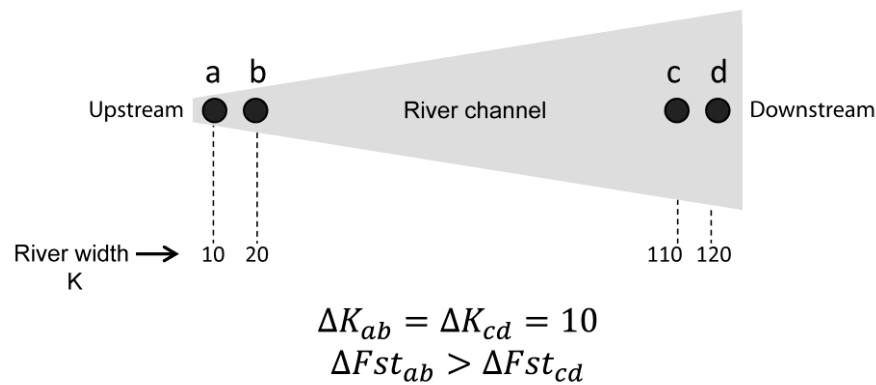 a b c d
Upstream River channel Downstream
River width → 10 20 110 120
K
ΔK_ab = ΔK_cd = 10
ΔFst_ab > ΔFst_cd